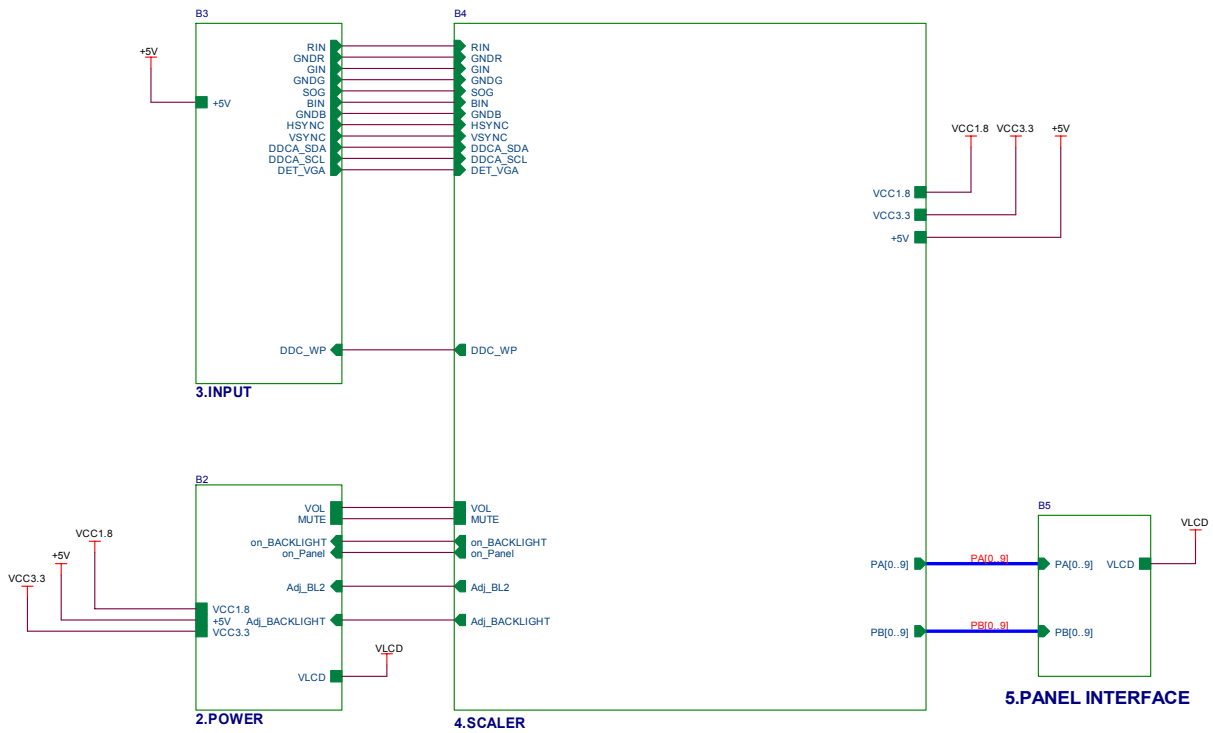 B3
B4
+5V
+5V
RIN
GNDR
GIN
GNDG
SOG
BIN
GNDB
HSYNC
VSYNC
DDCA_SDA
DDCA_SCL
DET_VGA
DDC_WP
3.INPUT
RIN
GNDR
GIN
GNDG
SOG
BIN
GNDB
HSYNC
VSYNC
DDCA_SDA
DDCA_SCL
DET_VGA
DDC_WP
VCC1.8
VCC3.3
+5V
VCC1.8
VCC3.3
+5V
B2
VCC1.8
+5V
VCC3.3
VCC1.8
+5V
VCC3.3
VOL
MUTE
on_BACKLIGHT
on_Panel
Adj_BL2
Adj_BACKLIGHT
VLCD
VLCD
2.POWER
VOL
MUTE
on_BACKLIGHT
on_Panel
Adj_BL2
Adj_BACKLIGHT
PA[0..9]
PB[0..9]
4.SCALER
PA[0..9]
PB[0..9]
B5
PA[0..9]
VLCD
PB[0..9]
VLCD
5.PANEL INTERFACE